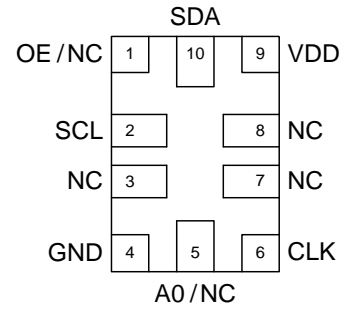 SDA
OE/NC 1 10 9 VDD
SCL 2 8 NC
NC 3 7 NC
GND 4 5 6 CLK
A0/NC